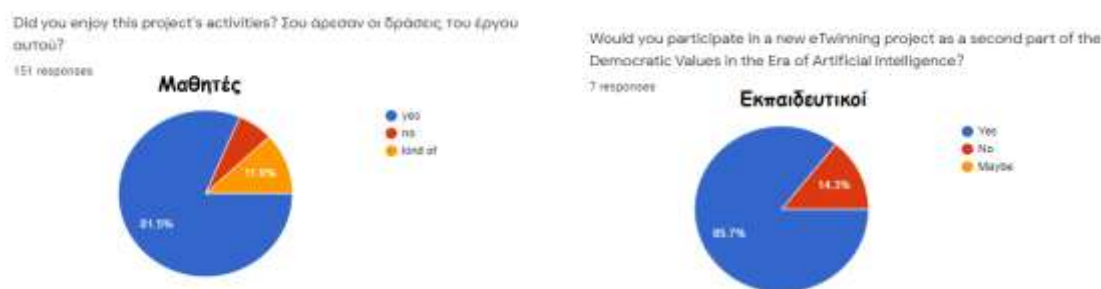 Did you enjoy this project's activities? Σου άρεσαν οι δράσεις του έργου
αυτού?
151 responses
Μαθητές
yes
no
kind of
11.9%
81.5%
Would you participate in a new eTwinning project as a second part of the
Democratic Values in the Era of Artificial Intelligence?
7 responses
Εκπαιδευτικοί
Yes
No
Maybe
14.3%
85.7%